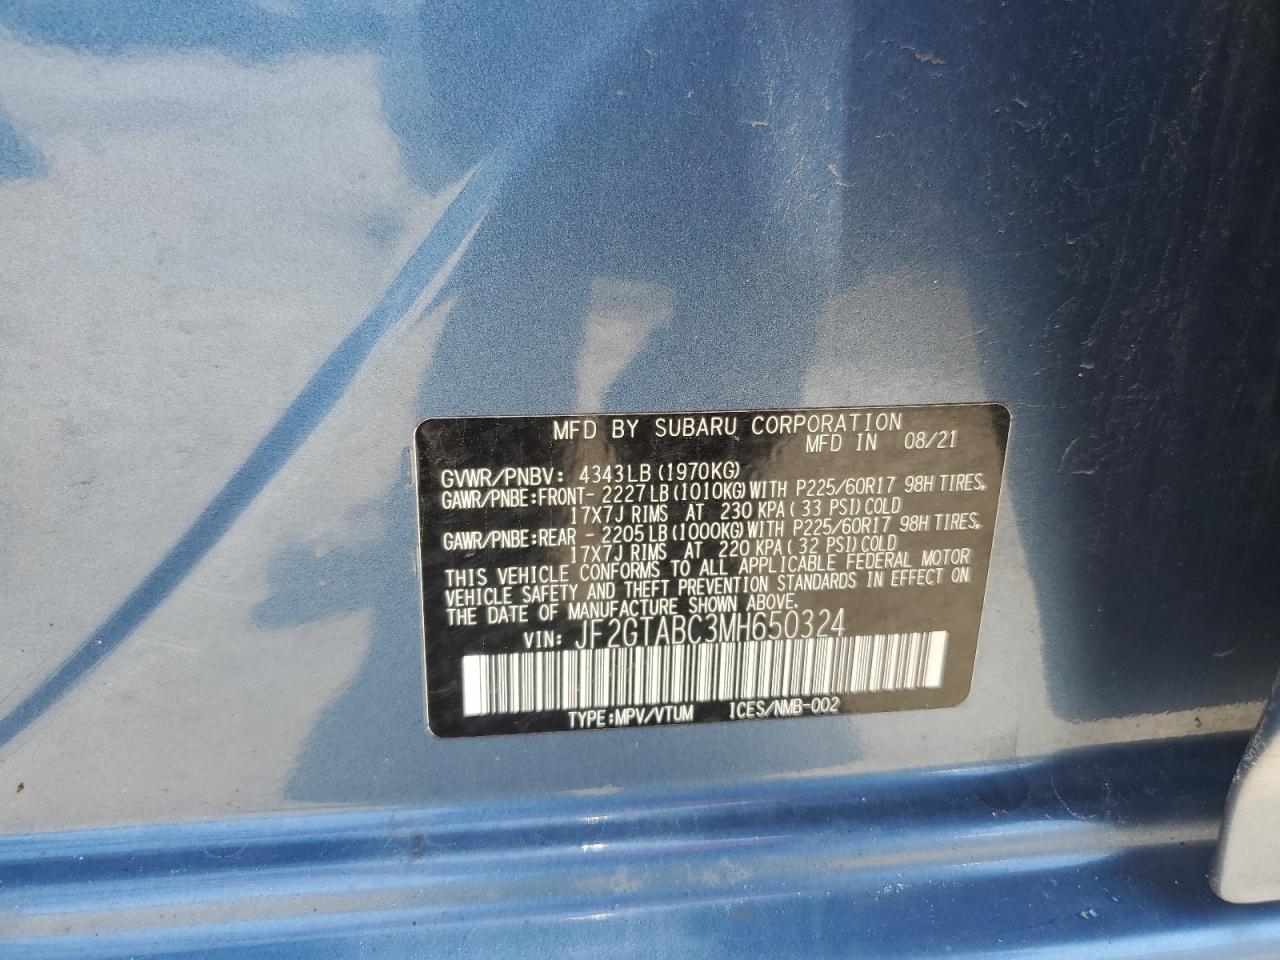 MFD BY SUBARU CORPORATION
MFD IN 08/21
GVWR/PNBV: 4343LB (1970KG)
GAWR/PNBE:FRONT- 2227LB (1010KG) WITH P225/60R17 98H TIRES,
17X7J RIMS AT 230 KPA (33 PSI) COLD
GAWR/PNBE:REAR - 2205LB (1000KG) WITH P225/60R17 98H TIRES,
17X7J RIMS AT 220 KPA (32 PSI) COLD
THIS VEHICLE CONFORMS TO ALL APPLICABLE FEDERAL MOTOR
VEHICLE SAFETY AND THEFT PREVENTION STANDARDS IN EFFECT ON
THE DATE OF MANUFACTURE SHOWN ABOVE.
VIN: JF2GTABC3MH650324
TYPE:MPV/VTUM ICES/NMB-002